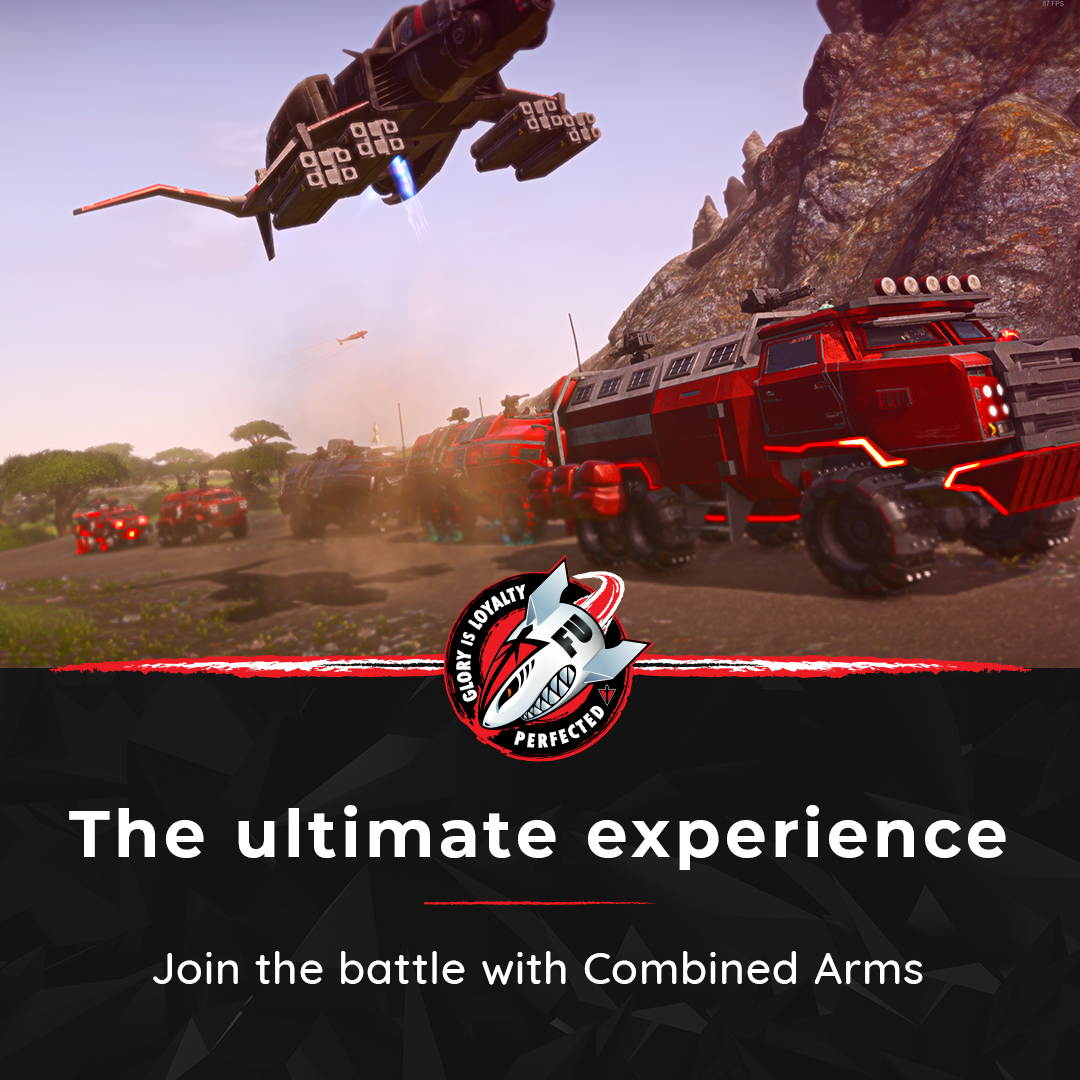 87 FPS
GLORY IS LOYALTY
FU
PERFECTED
The ultimate experience
Join the battle with Combined Arms